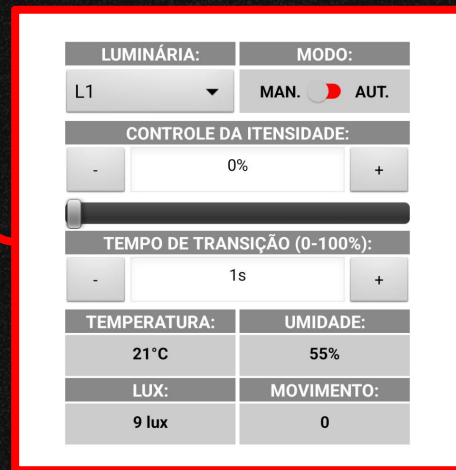 LUMINÁRIA: MODO:
L1 MAN. AUT.
CONTROLE DA ITENSIDADE:
- 0% +
TEMPO DE TRANSIÇÃO (0-100%):
- 1s +
TEMPERATURA: UMIDADE:
21°C 55%
LUX: MOVIMENTO:
9 lux 0